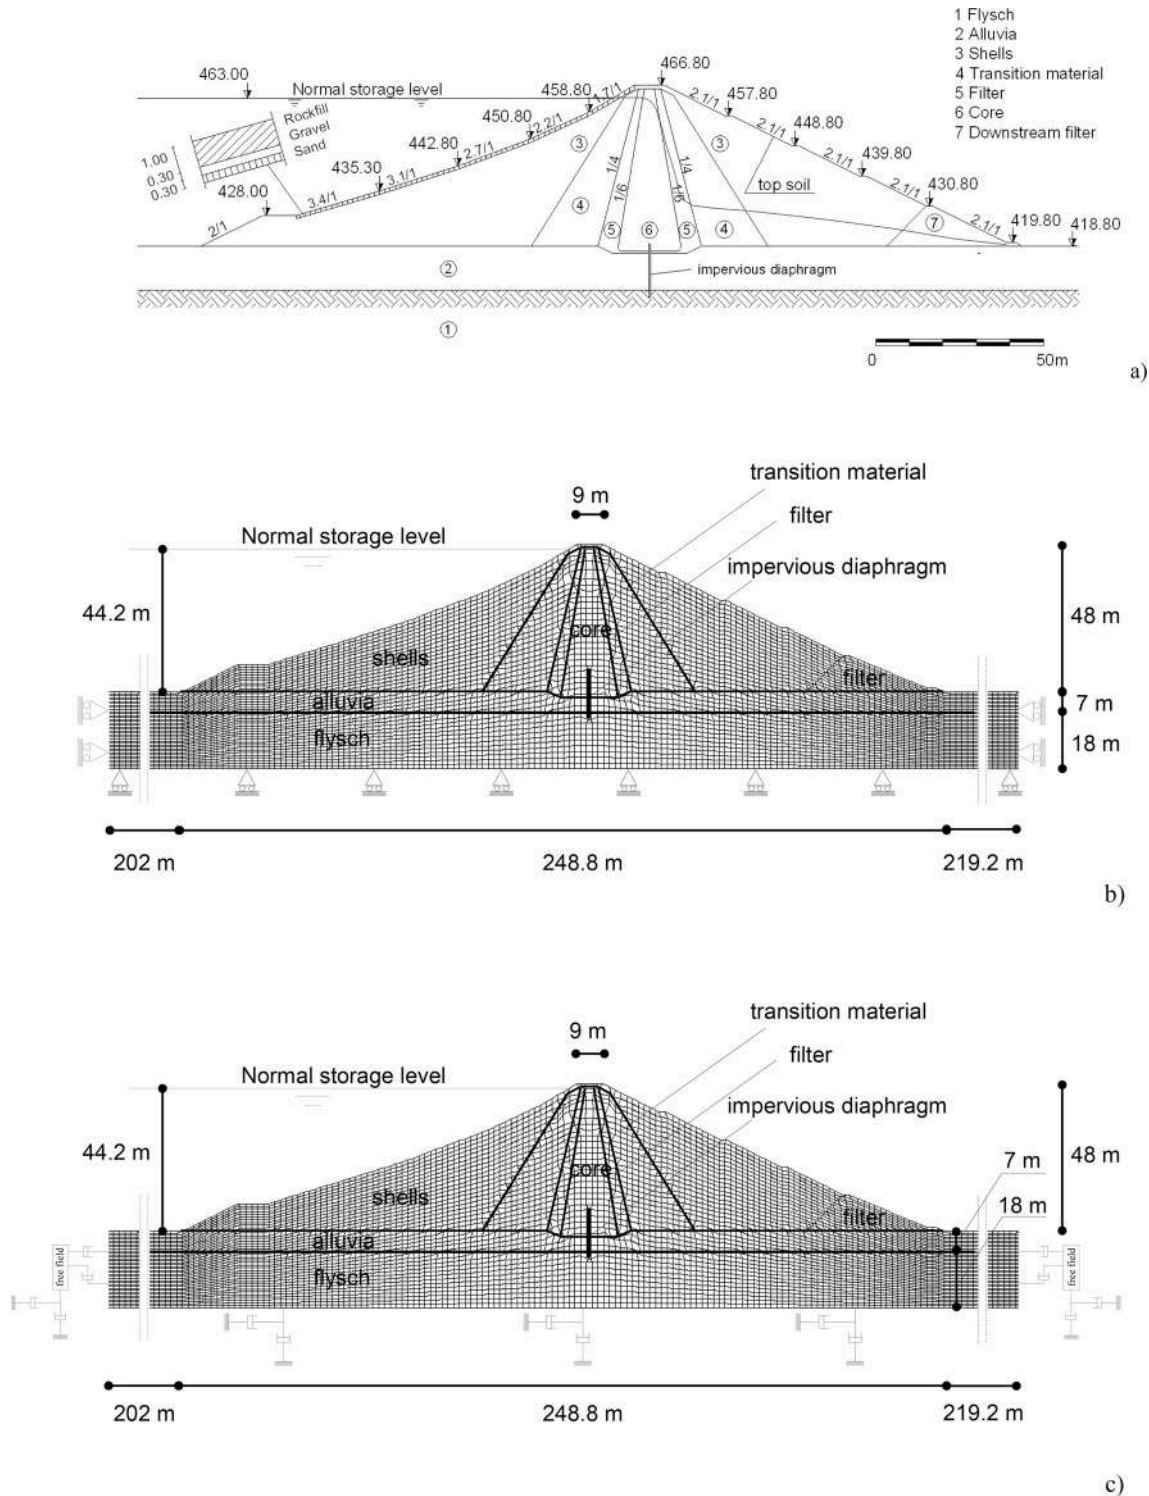 1 Flysch
2 Alluvia
3 Shells
4 Transition material
5 Filter
6 Core
7 Downstream filter
463.00
Normal storage level
466.80
458.80
1.7/1
2.1/1
457.80
450.80
2.2/1
2.1/1
448.80
Rockfill
Gravel
Sand
1.00
0.30
0.30
442.80
2.7/1
3
3
2.1/1
439.80
435.30
3.1/1
1/4
1/4
top soil
428.00
3.4/1
1/6
1/6
2.1/1
430.80
2/1
4
5
6
5
4
7
2.1/1
419.80
418.80
2
impervious diaphragm
1
0
50m
a)
transition material
9 m
filter
Normal storage level
impervious diaphragm
44.2 m
48 m
core
shells
filter
alluvia
7 m
flysch
18 m
202 m
248.8 m
219.2 m
b)
transition material
9 m
filter
Normal storage level
impervious diaphragm
44.2 m
7 m
48 m
core
shells
18 m
filter
alluvia
free field
flysch
free field
202 m
248.8 m
219.2 m
c)